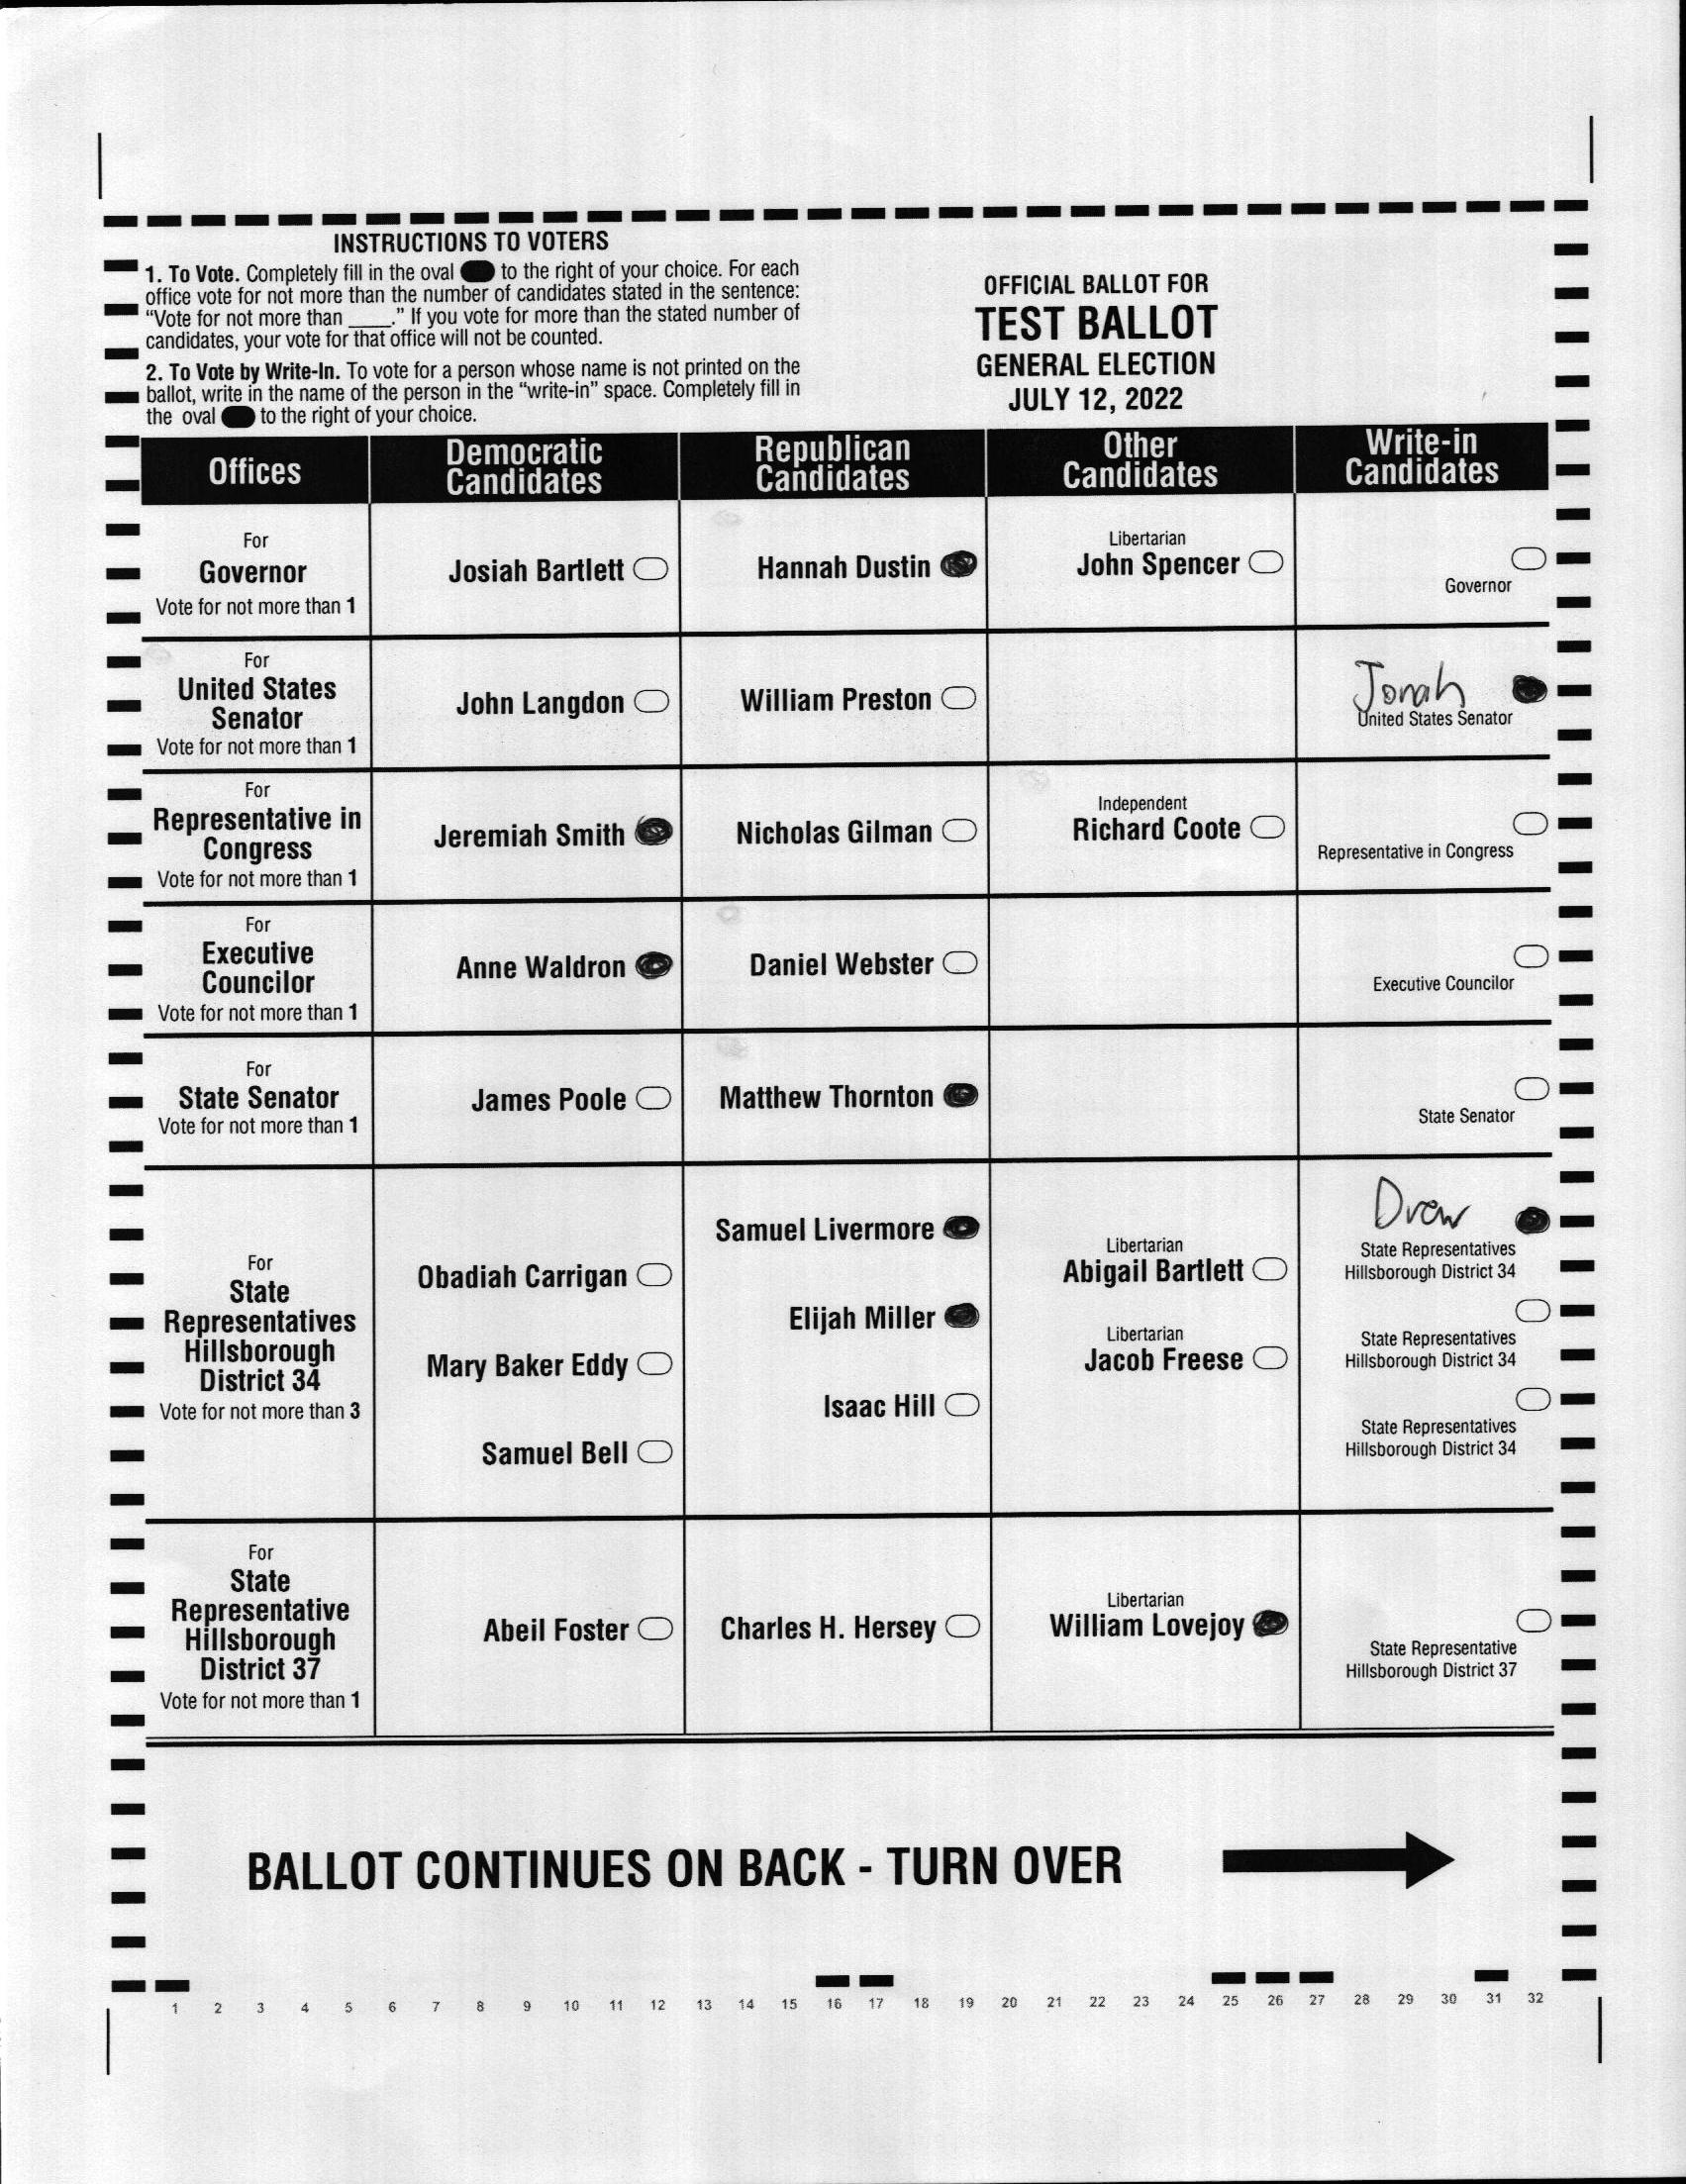 INSTRUCTIONS TO VOTERS
1. To Vote. Completely fill in the oval to the right of your choice. For each
office vote for not more than the number of candidates stated in the sentence:
“Vote for not more than ____.” If you vote for more than the stated number of
candidates, your vote for that office will not be counted.
2. To Vote by Write-In. To vote for a person whose name is not printed on the
ballot, write in the name of the person in the “write-in” space. Completely fill in
the oval to the right of your choice.
OFFICIAL BALLOT FOR
TEST BALLOT
GENERAL ELECTION
JULY 12, 2022
Offices
Democratic
Candidates
Republican
Candidates
Other
Candidates
Write-in
Candidates
For
Governor
Vote for not more than 1
Josiah Bartlett
Hannah Dustin
Libertarian
John Spencer
Governor
For
United States
Senator
Vote for not more than 1
John Langdon
William Preston
Jonah
United States Senator
For
Representative in
Congress
Vote for not more than 1
Jeremiah Smith
Nicholas Gilman
Independent
Richard Coote
Representative in Congress
For
Executive
Councilor
Vote for not more than 1
Anne Waldron
Daniel Webster
Executive Councilor
For
State Senator
Vote for not more than 1
James Poole
Matthew Thornton
State Senator
For
State
Representatives
Hillsborough
District 34
Vote for not more than 3
Obadiah Carrigan
Mary Baker Eddy
Samuel Bell
Samuel Livermore
Elijah Miller
Isaac Hill
Libertarian
Abigail Bartlett
Libertarian
Jacob Freese
Drew
State Representatives
Hillsborough District 34
State Representatives
Hillsborough District 34
State Representatives
Hillsborough District 34
For
State
Representative
Hillsborough
District 37
Vote for not more than 1
Abeil Foster
Charles H. Hersey
Libertarian
William Lovejoy
State Representative
Hillsborough District 37
BALLOT CONTINUES ON BACK - TURN OVER
1 2 3 4 5 6 7 8 9 10 11 12 13 14 15 16 17 18 19 20 21 22 23 24 25 26 27 28 29 30 31 32